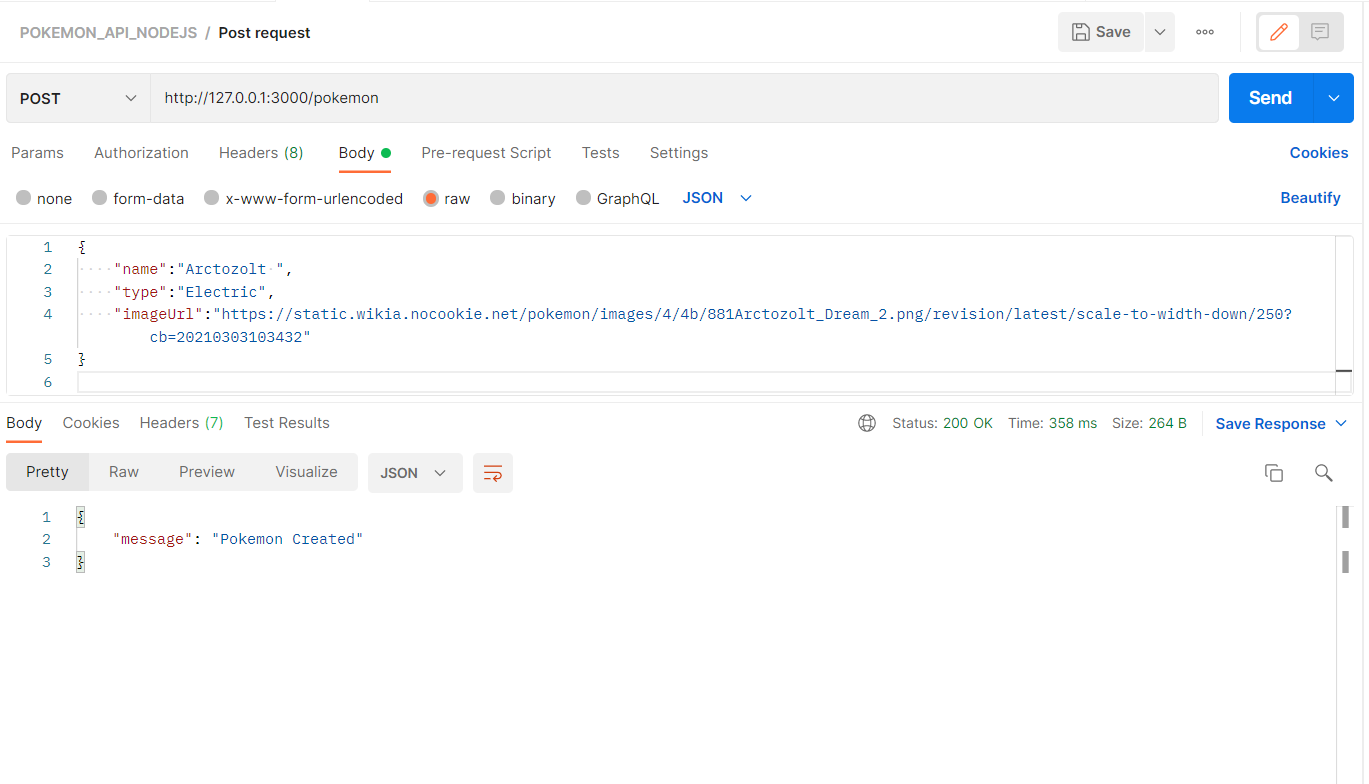 POKEMON_API_NODEJS / Post request
Save
POST
http://127.0.0.1:3000/pokemon
Send
Params Authorization Headers (8) Body Pre-request Script Tests Settings Cookies
none form-data x-www-form-urlencoded raw binary GraphQL JSON Beautify
1 {
2 ····"name":"Arctozolt·",
3 ····"type":"Electric",
4 ····"imageUrl":"https://static.wikia.nocookie.net/pokemon/images/4/4b/881Arctozolt_Dream_2.png/revision/latest/scale-to-width-down/250?
cb=20210303103432"
5 }
6
Body Cookies Headers (7) Test Results Status: 200 OK Time: 358 ms Size: 264 B Save Response
Pretty Raw Preview Visualize JSON
1 {
2 "message": "Pokemon Created"
3 }